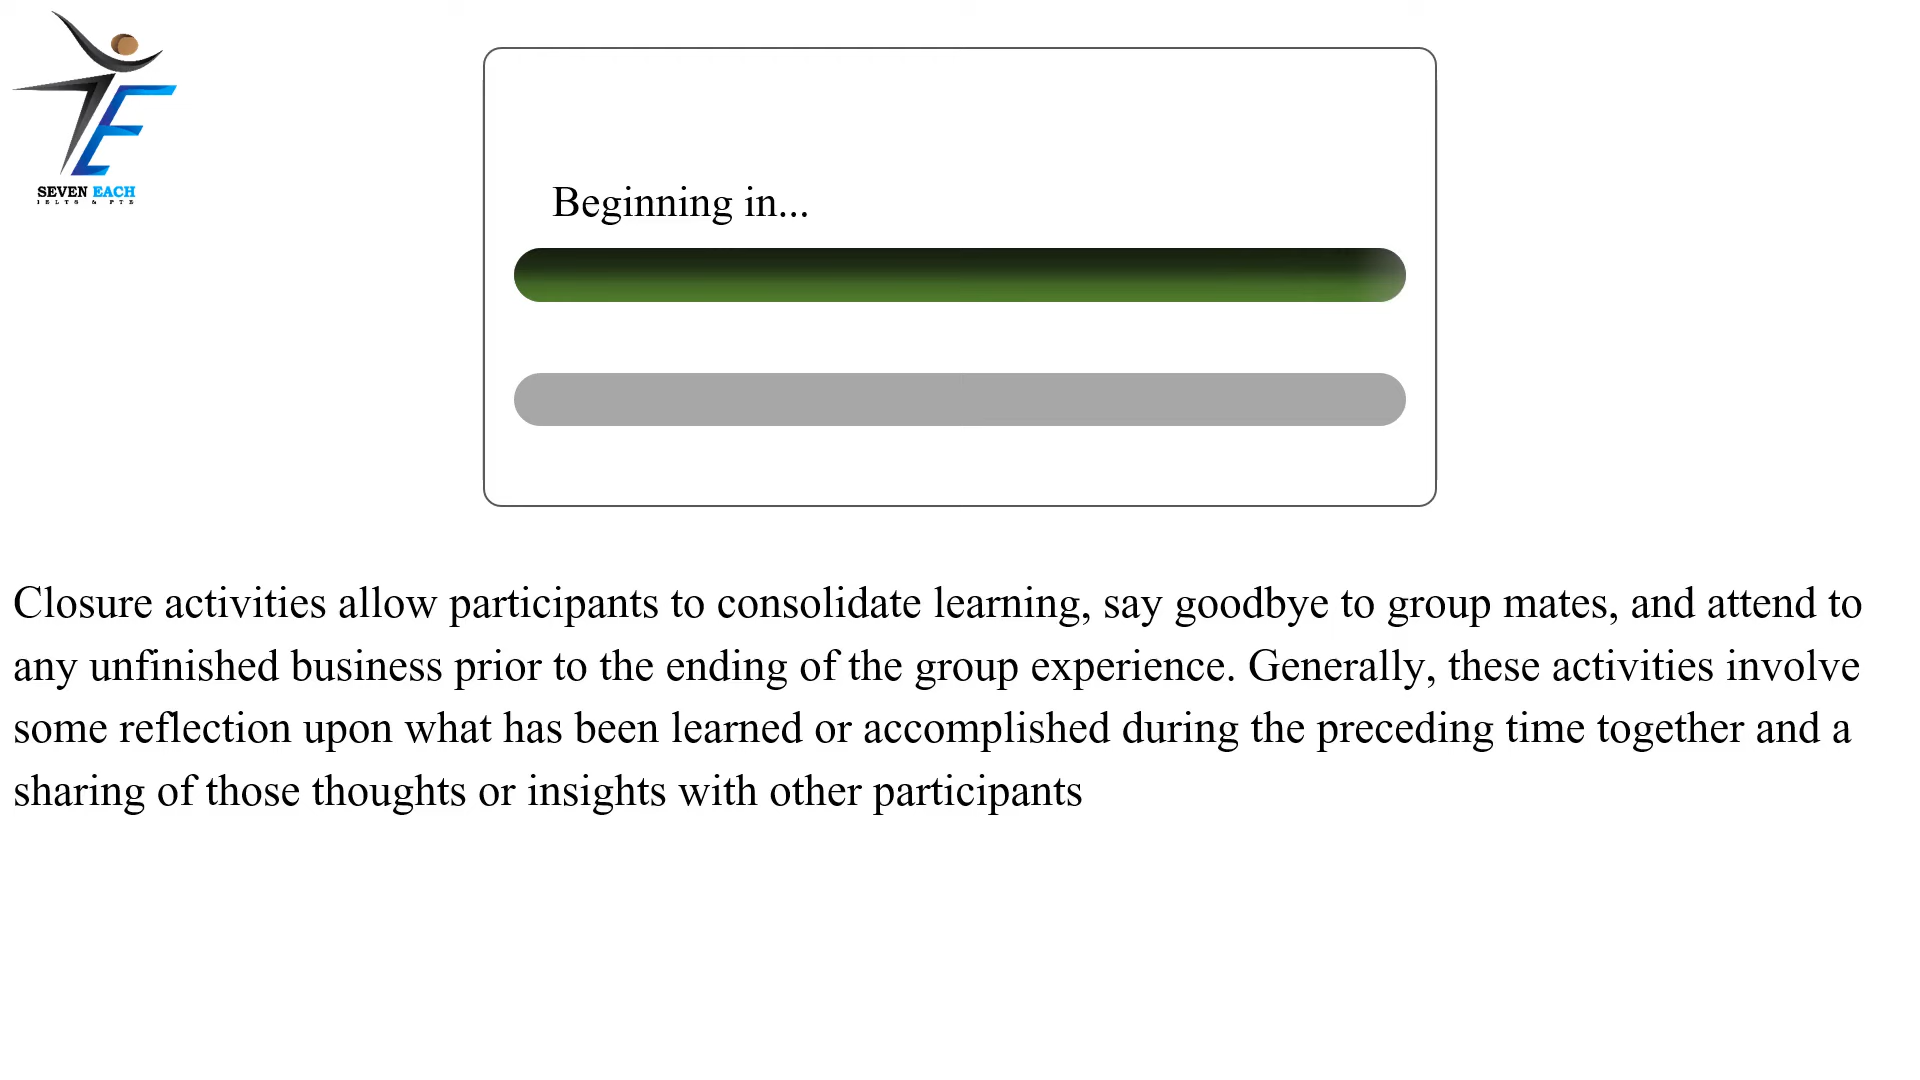 SEVEN EACH
IELTS & PTE
Beginning in...
Closure activities allow participants to consolidate learning, say goodbye to group mates, and attend to
any unfinished business prior to the ending of the group experience. Generally, these activities involve
some reflection upon what has been learned or accomplished during the preceding time together and a
sharing of those thoughts or insights with other participants